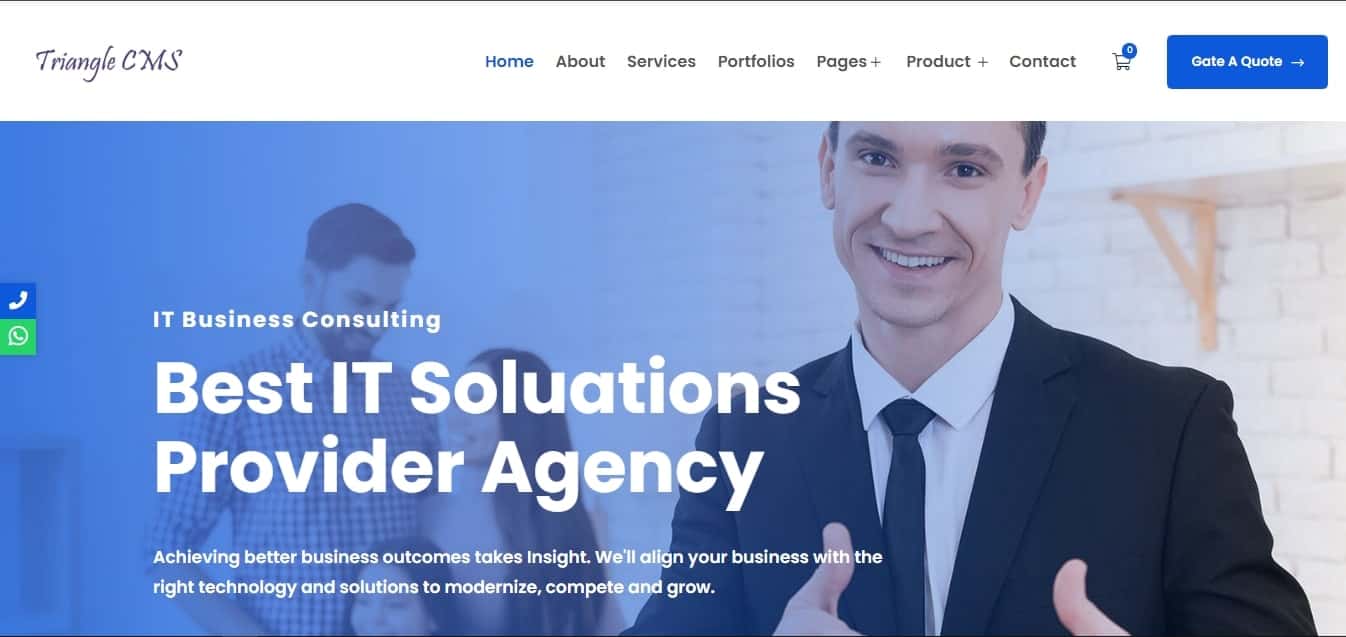 Triangle CMS
Home About Services Portfolios Pages + Product + Contact 0 Gate A Quote →
IT Business Consulting
Best IT Soluations
Provider Agency
Achieving better business outcomes takes Insight. We'll align your business with the
right technology and solutions to modernize, compete and grow.